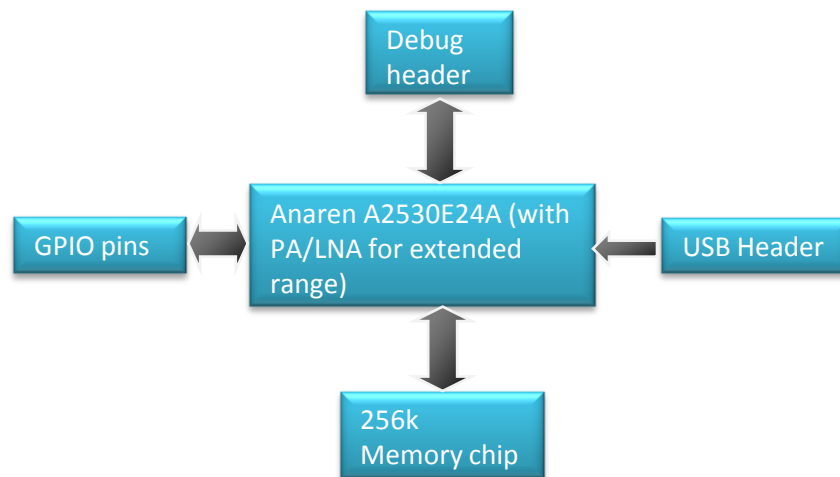 Debug
header
Anaren A2530E24A (with
PA/LNA for extended
range)
GPIO pins
USB Header
256k
Memory chip